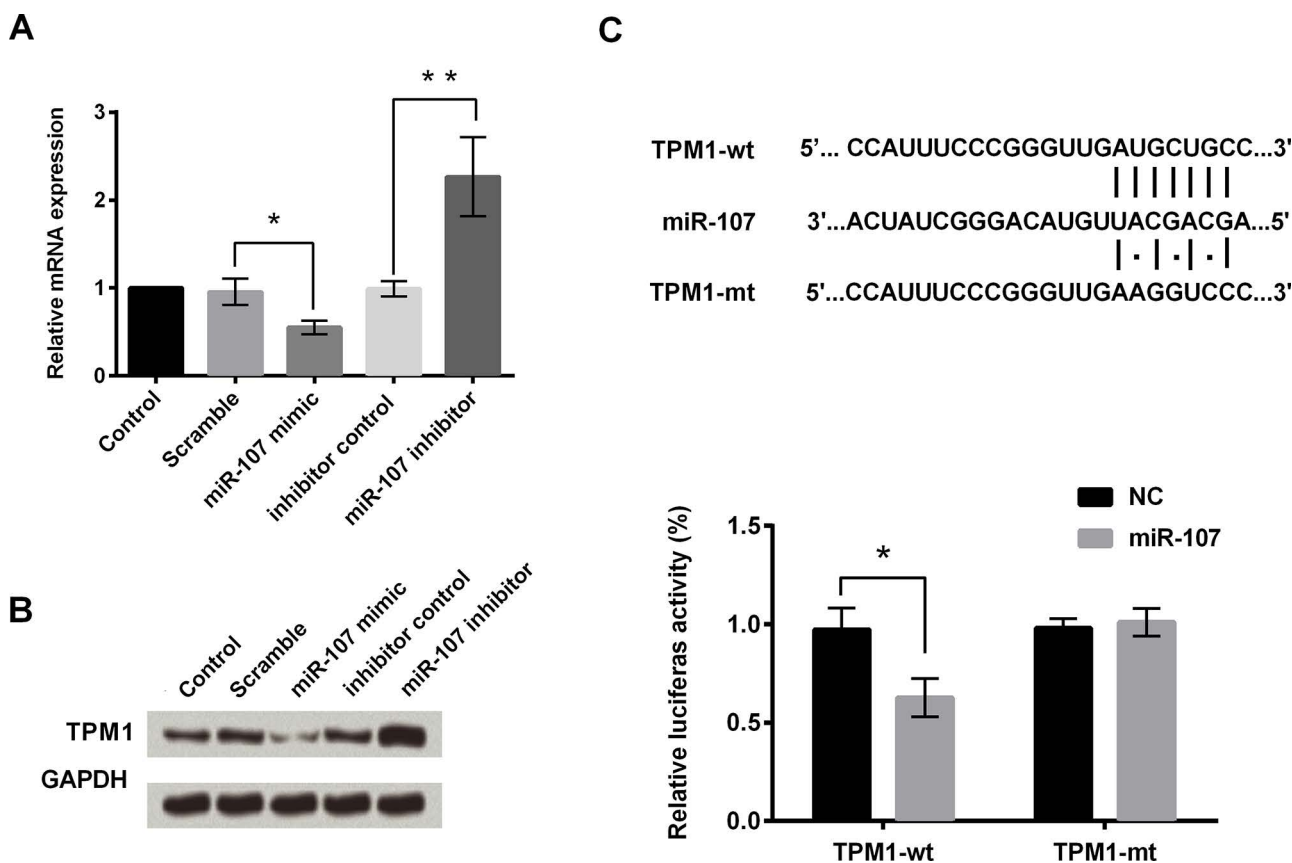 A
Relative mRNA expression
3
2
1
0
* 
* *
Control
Scramble
miR-107 mimic
inhibitor control
miR-107 inhibitor
B
Control
Scramble
miR-107 mimic
inhibitor control
miR-107 inhibitor
TPM1
GAPDH
C
TPM1-wt 5’... CCAUUUCCCGGGUUGAUGCUGCC...3'
miR-107 3'...ACUAUCGGGACAUGUUACGACGA...5'
TPM1-mt 5'...CCAUUUCCCGGGUUGAAGGUCCC...3'
Relative luciferas activity (%)
1.5
1.0
0.5
0.0
*
NC
miR-107
TPM1-wt
TPM1-mt